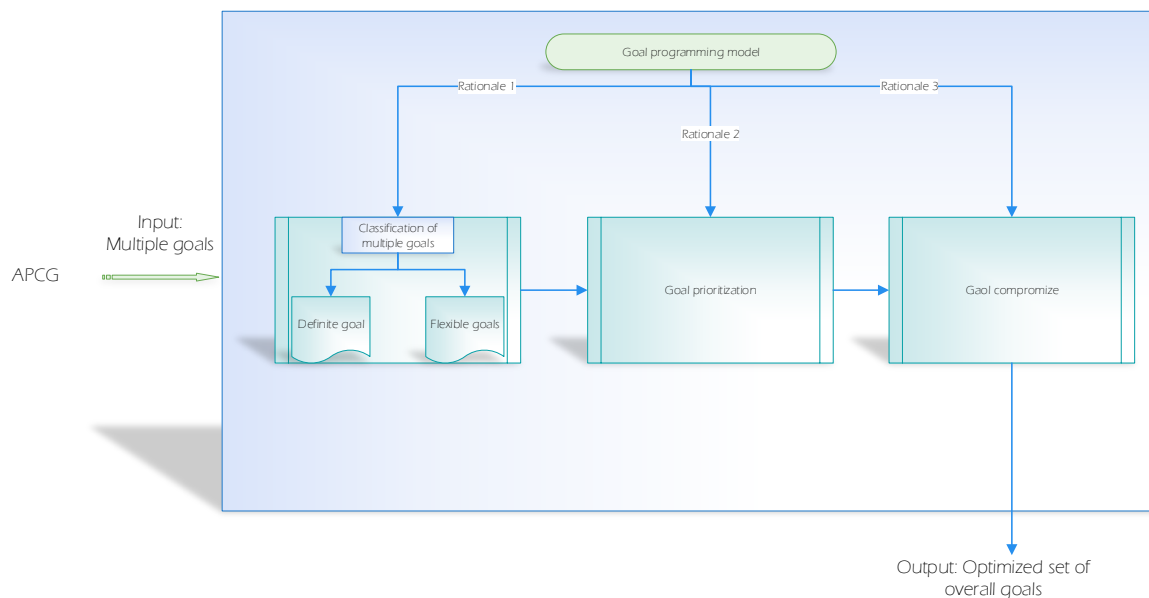 Goal programming model
Rationale 1
Rationale 3
Rationale 2
Input:
Multiple goals
APCG
Classification of
multiple goals
Definite goal
Flexible goals
Goal prioritization
Gaol compromize
Output: Optimized set of
overall goals